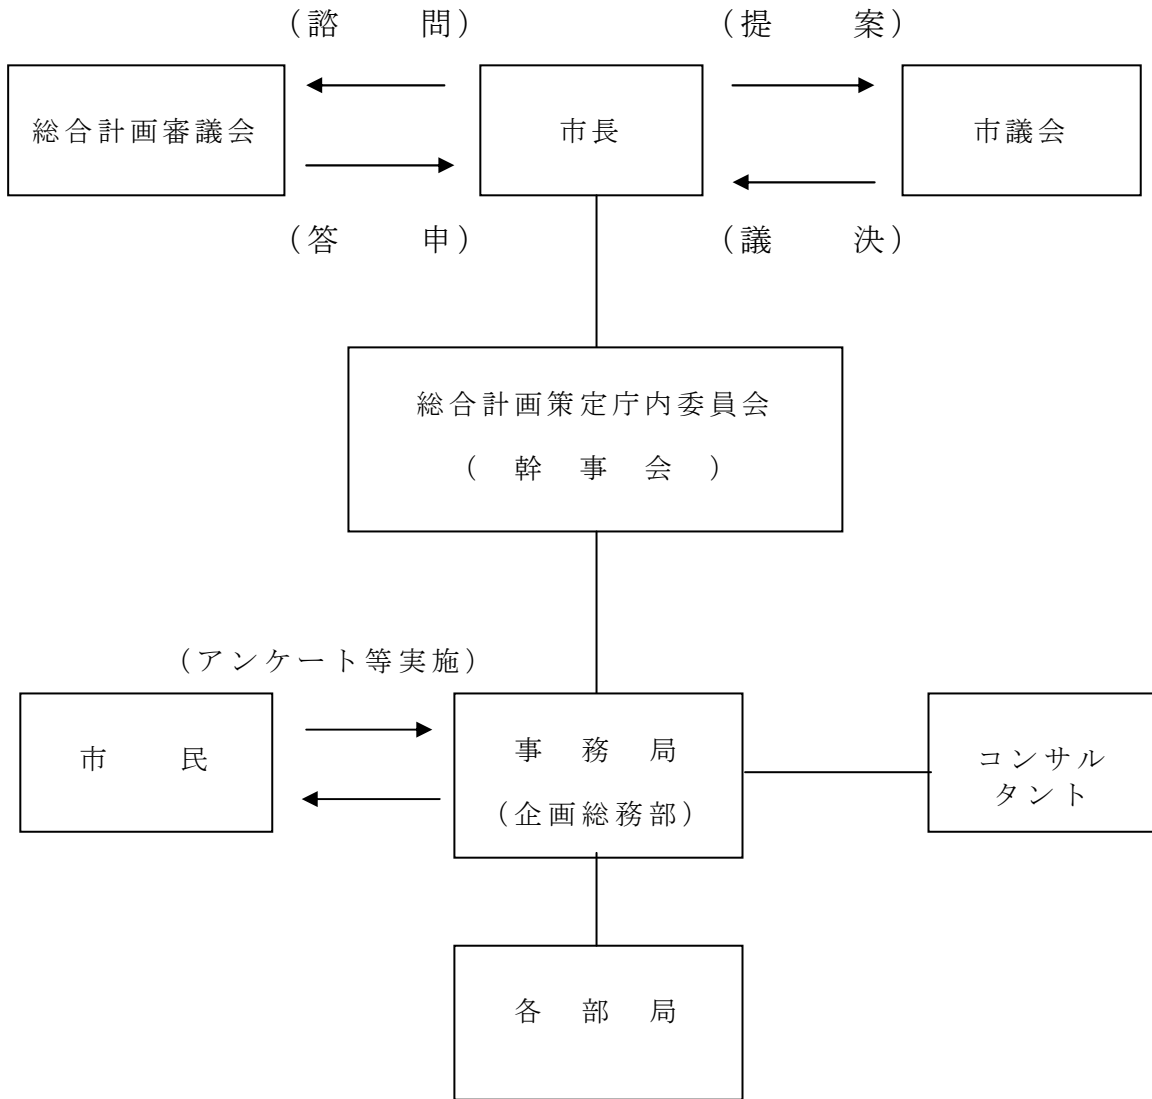 （諮　問）
（提　案）
総合計画審議会
市長
市議会
（答　申）
（議　決）
総合計画策定庁内委員会
（　幹　事　会　）
（アンケート等実施）
市　民
事　務　局
（企画総務部）
コンサル
タント
各　部　局